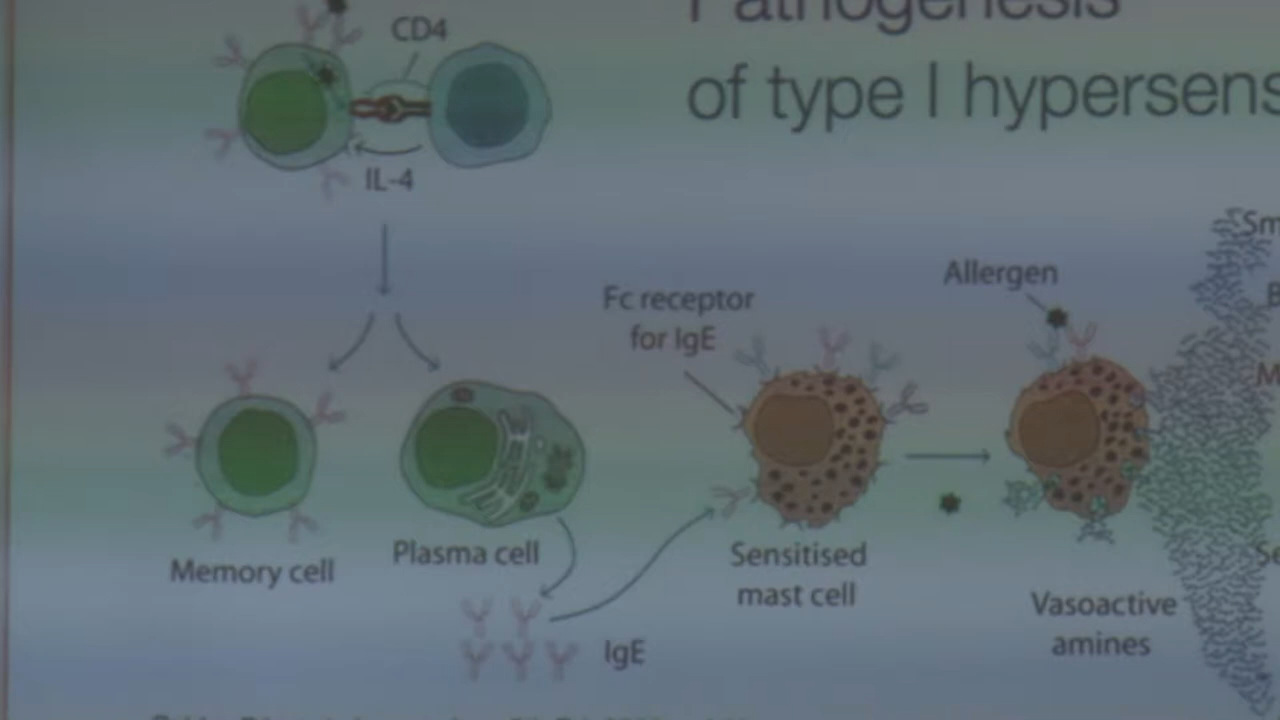 Pathogenesis
of type I hypersens
CD4
IL-4
Fc receptor
for IgE
Allergen
Sm
B
M
Memory cell
Plasma cell
Sensitised
mast cell
Vasoactive
amines
IgE